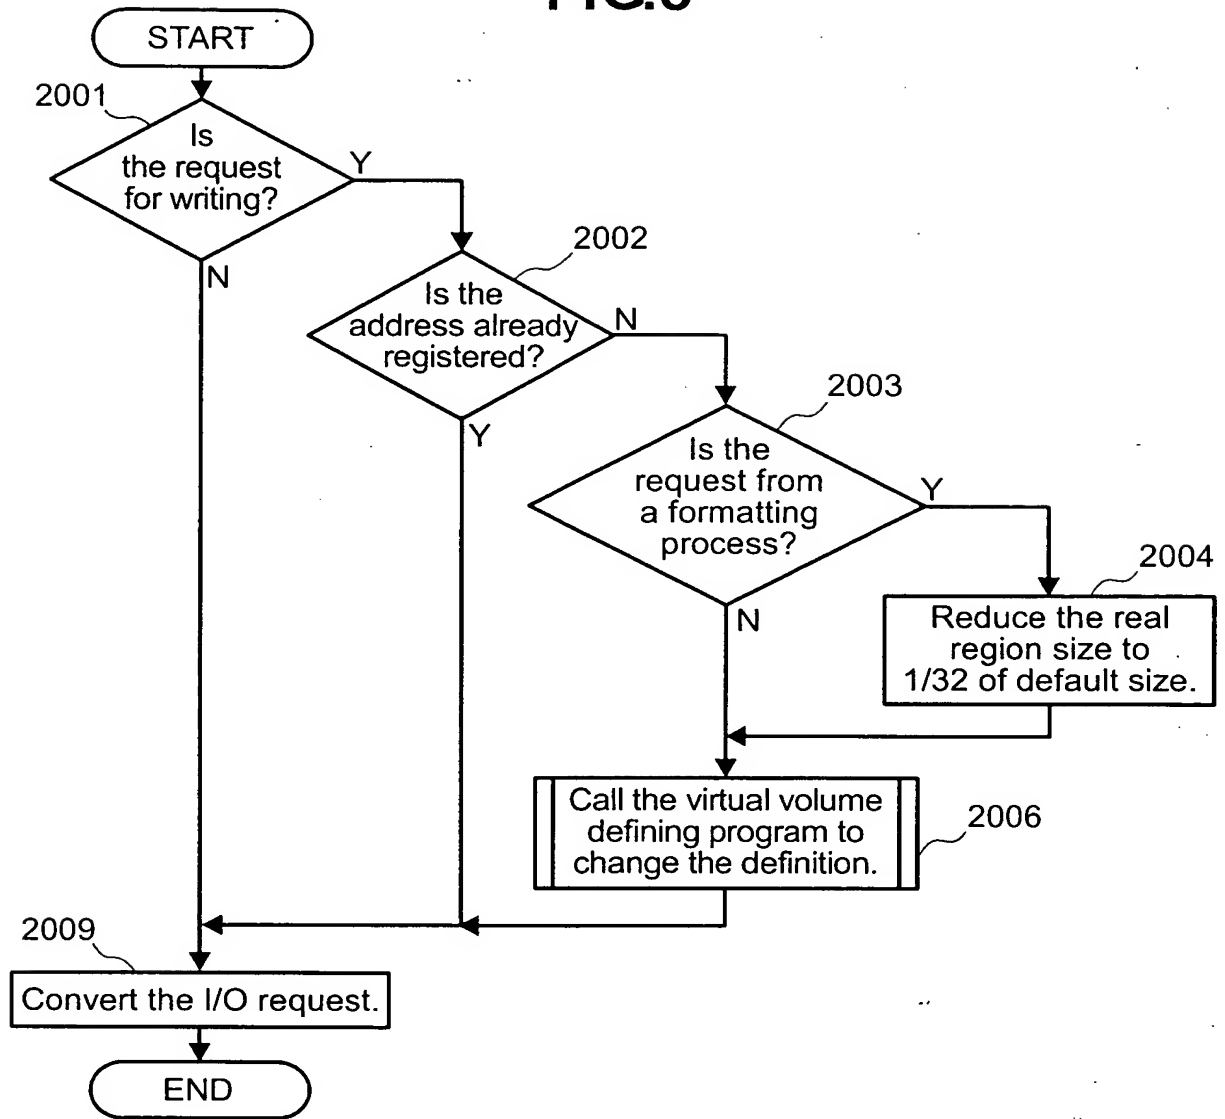 START
2001
Is
the request
for writing?
Y
N
2002
Is the
address already
registered?
N
Y
2003
Is the
request from
a formatting
process?
Y
N
2004
Reduce the real
region size to
1/32 of default size.
Call the virtual volume
defining program to
change the definition.
2006
2009
Convert the I/O request.
END